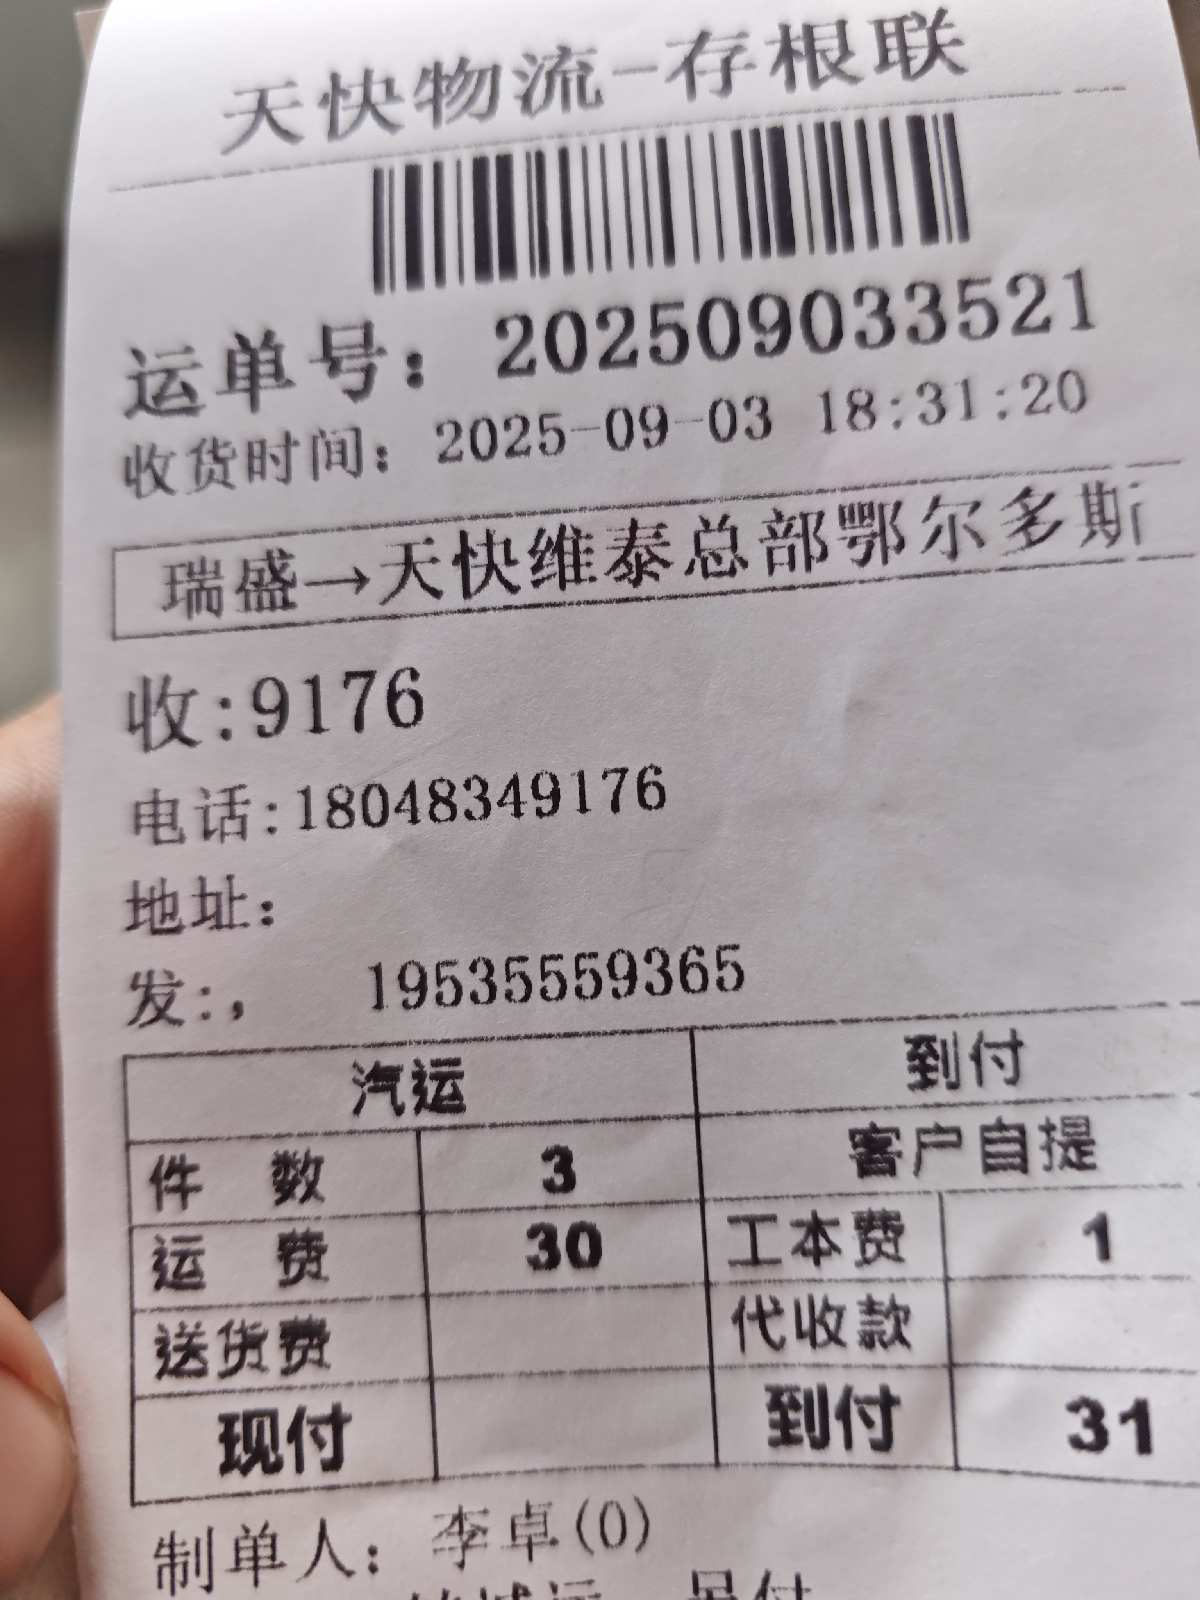 天快物流-存根联
运单号：202509033521
收货时间：2025-09-03 18:31:20
瑞盛→天快维泰总部鄂尔多斯
收:9176
电话:18048349176
地址：
发:， 19535559365
汽运 到付
件 数 3 客户自提
运 费 30 工本费 1
送货费 代收款
现付 到付 31
制单人：李卓(0)